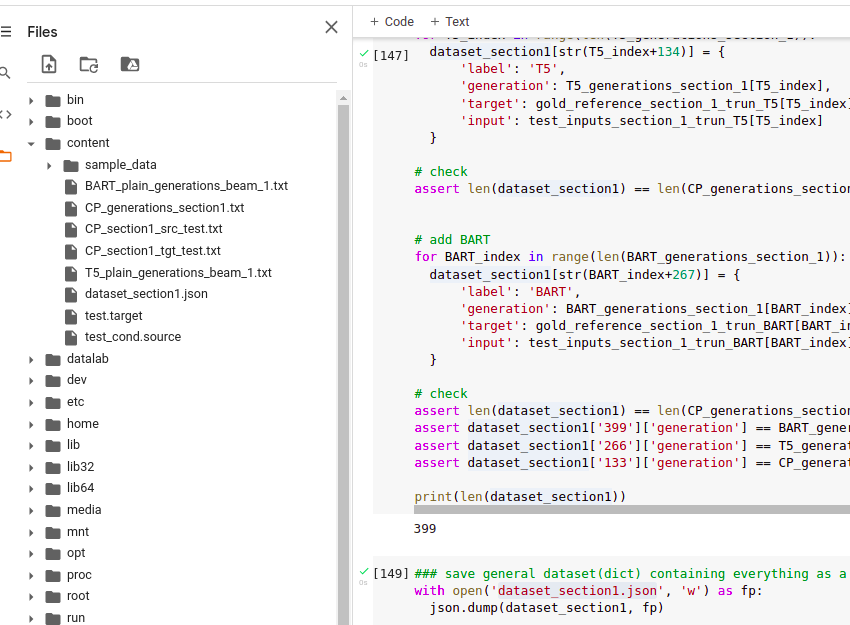 Files
bin
boot
content
sample_data
BART_plain_generations_beam_1.txt
CP_generations_section1.txt
CP_section1_src_test.txt
CP_section1_tgt_test.txt
T5_plain_generations_beam_1.txt
dataset_section1.json
test.target
test_cond.source
datalab
dev
etc
home
lib
lib32
lib64
media
mnt
opt
proc
root
run
+ Code + Text
[147]
0s
dataset_section1[str(T5_index+134)] = {
'label': 'T5',
'generation': T5_generations_section_1[T5_index],
'target': gold_reference_section_1_trun_T5[T5_index]
'input': test_inputs_section_1_trun_T5[T5_index]
}
# check
assert len(dataset_section1) == len(CP_generations_section
# add BART
for BART_index in range(len(BART_generations_section_1)):
dataset_section1[str(BART_index+267)] = {
'label': 'BART',
'generation': BART_generations_section_1[BART_index]
'target': gold_reference_section_1_trun_BART[BART_in
'input': test_inputs_section_1_trun_BART[BART_index]
}
# check
assert len(dataset_section1) == len(CP_generations_section
assert dataset_section1['399']['generation'] == BART_gener
assert dataset_section1['266']['generation'] == T5_generat
assert dataset_section1['133']['generation'] == CP_generat
print(len(dataset_section1))
399
[149] ### save general dataset(dict) containing everything as a
0s
with open('dataset_section1.json', 'w') as fp:
json.dump(dataset_section1, fp)